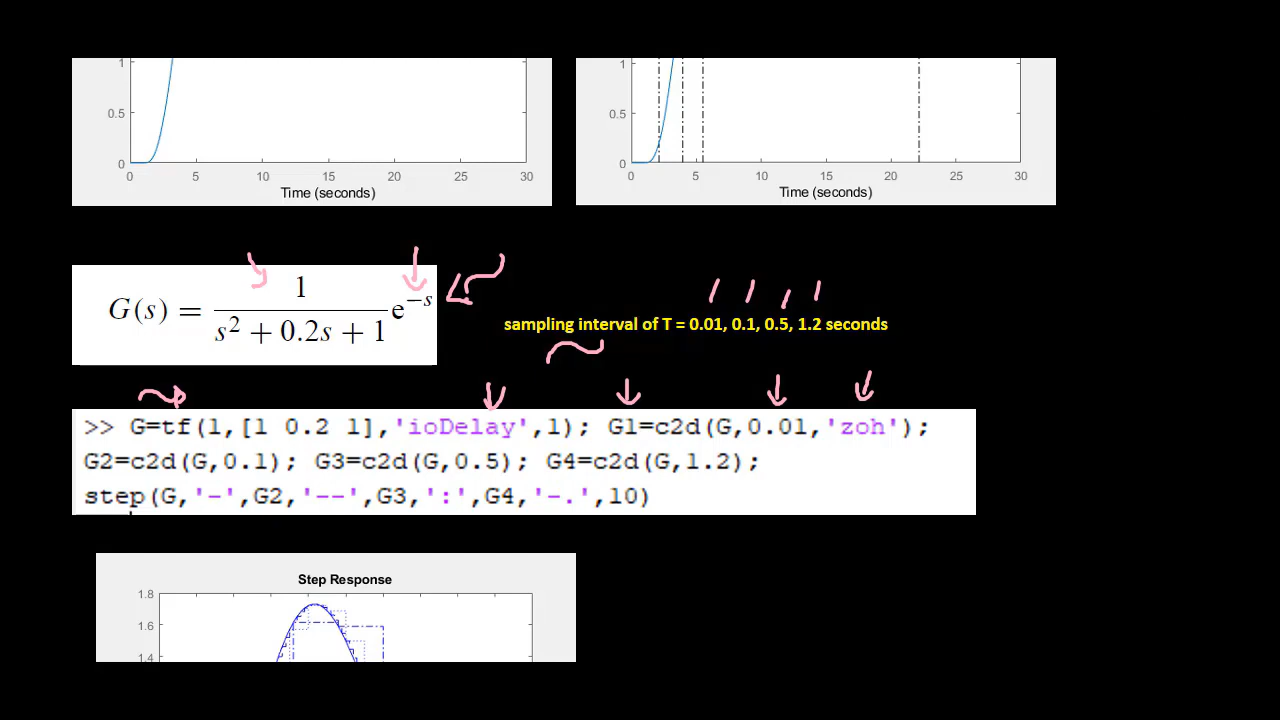 1
0.5
0
0 5 10 15 20 25 30
Time (seconds)
1
0.5
0
0 5 10 15 20 25 30
Time (seconds)
G(s) = 1 / (s² + 0.2s + 1) e⁻ˢ
sampling interval of T = 0.01, 0.1, 0.5, 1.2 seconds
>> G=tf(1,[1 0.2 1],'ioDelay',1); G1=c2d(G,0.01,'zoh');
G2=c2d(G,0.1); G3=c2d(G,0.5); G4=c2d(G,1.2);
step(G,'-',G2,'--',G3,':',G4,'-.',10)
Step Response
1.8
1.6
1.4